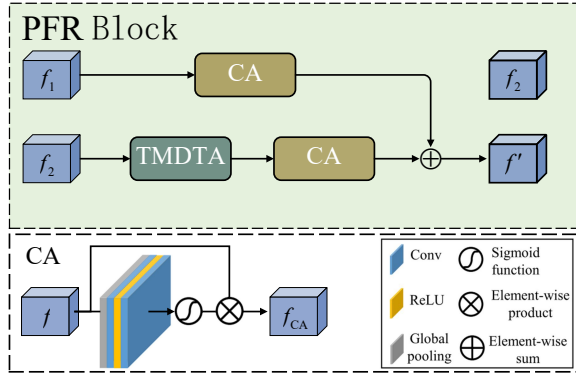 PFR Block
f1
CA
f2
f2
TMDTA
CA
f'
CA
f
fCA
Conv
Sigmoid
function
ReLU
Element-wise
product
Global
pooling
Element-wise
sum